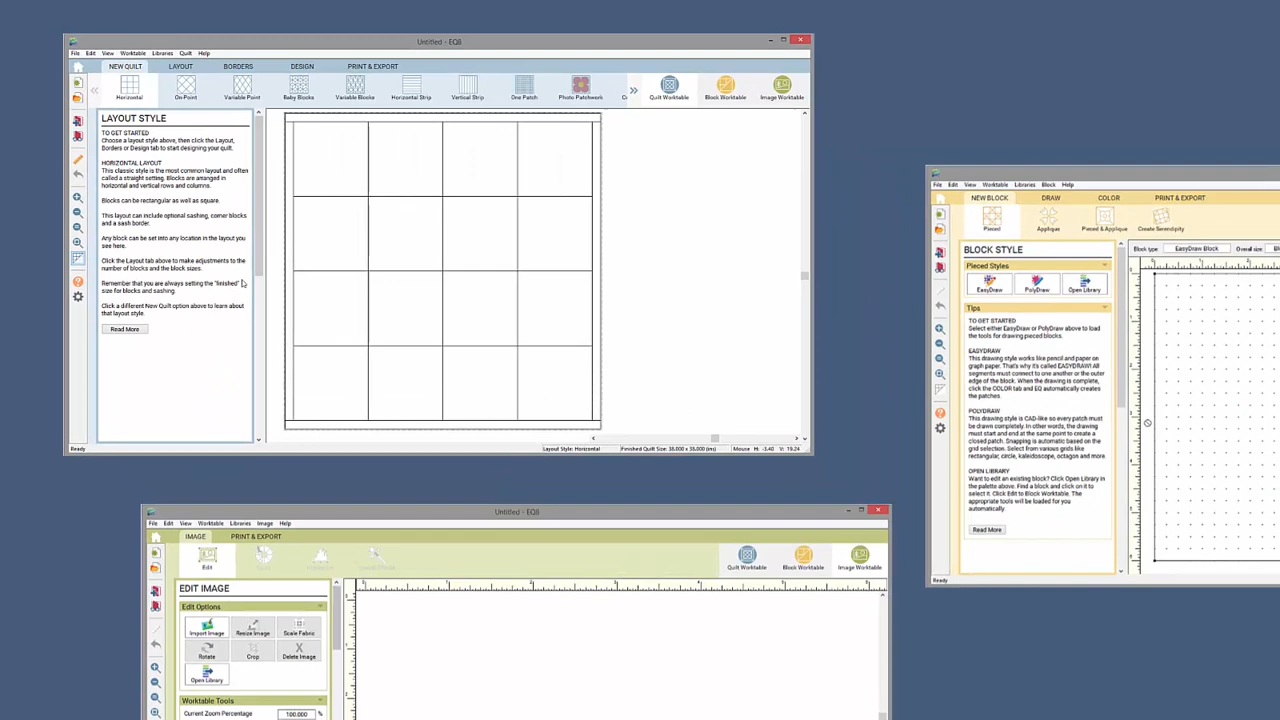 Untitled - EQ8
File Edit View Worktable Libraries Quilt Help
NEW QUILT LAYOUT BORDERS DESIGN PRINT & EXPORT
Horizontal On-Point Variable Point Baby Blocks Variable Blocks Horizontal Strip Vertical Strip One Patch Photo Patchwork Quilt Worktable Block Worktable Image Worktable
LAYOUT STYLE
TO GET STARTED
Choose a layout style above, then click the Layout,
Borders or Design tab to start designing your quilt.
HORIZONTAL LAYOUT
This classic style is the most common layout and often
called a straight setting. Blocks are arranged in
horizontal and vertical rows and columns.
Blocks can be rectangular as well as square.
This layout can include optional sashing, corner blocks
and a sash border.
Any block can be set into any location in the layout you
see here.
Click the Layout tab above to make adjustments to the
number of blocks and the block sizes.
Remember that you are always setting the "finished"
size for blocks and sashing.
Click a different New Quilt option above to learn about
that layout style.
Read More
Ready Layout Style: Horizontal Finished Quilt Size: 38.000 x 38.000 (ins) Mouse H: -3.40 V: 19.24
File Edit View Worktable Libraries Block Help
NEW BLOCK DRAW COLOR PRINT & EXPORT
Pieced Applique Pieced & Applique Create Serendipity
BLOCK STYLE
Block type: EasyDraw Block Overall size:
Pieced Styles
EasyDraw PolyDraw Open Library
Tips
TO GET STARTED
Select either EasyDraw or PolyDraw above to load
the tools for drawing pieced blocks.
EASYDRAW
This drawing style works like pencil and paper on
graph paper. That's why it's called EASYDRAW! All
segments must connect to one another or the outer
edge of the block. When the drawing is complete,
click the COLOR tab and EQ automatically creates
the patches.
POLYDRAW
This drawing style is CAD-like so every patch must
be drawn completely. In other words, the drawing
must start and end at the same point to create a
closed patch. Snapping is automatic based on the
grid selection. Select from various grids like
rectangular, circle, kaleidoscope, octagon and more.
OPEN LIBRARY
Want to edit an existing block? Click Open Library in
the palette above. Find a block and click on it to
select it. Click Edit to Block Worktable. The
appropriate tools will be loaded for you
automatically.
Read More
Ready
Untitled - EQ8
File Edit View Worktable Libraries Image Help
IMAGE PRINT & EXPORT
Edit Quilt Worktable Block Worktable Image Worktable
EDIT IMAGE
Edit Options
Import Image Resize Image Scale Fabric
Rotate Crop Delete Image
Open Library
Worktable Tools
Current Zoom Percentage 100.000 %